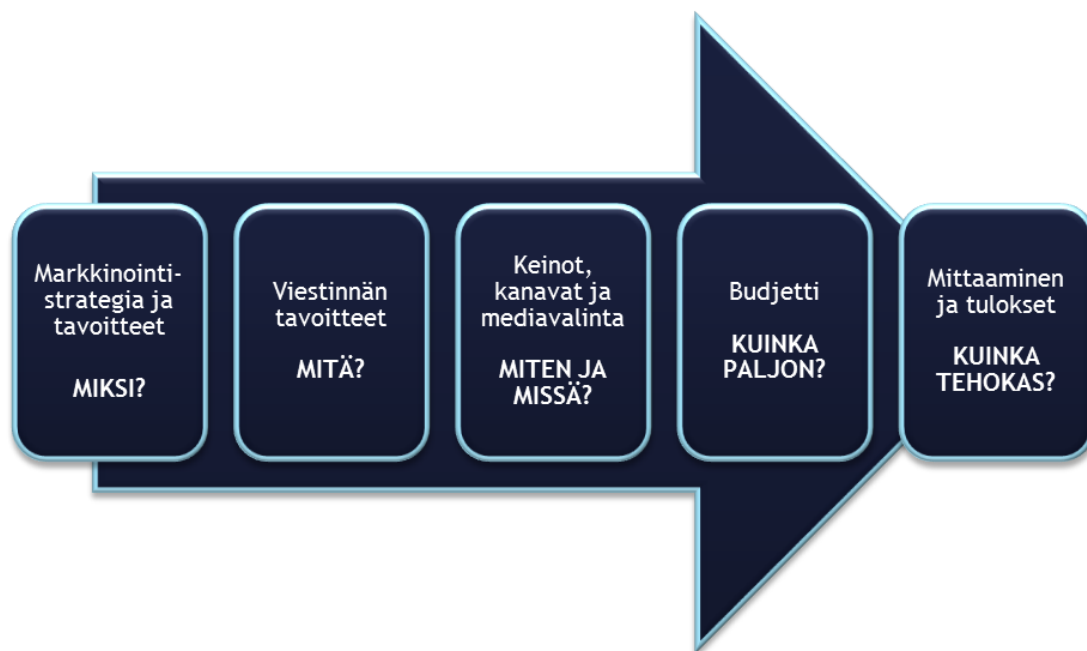 Markkinointi-
strategia ja
tavoitteet
MIKSI?
Viestinnän
tavoitteet
MITÄ?
Keinot,
kanavat ja
mediavalinta
MITEN JA
MISSÄ?
Budjetti
KUINKA
PALJON?
Mittaaminen
ja tulokset
KUINKA
TEHOKAS?